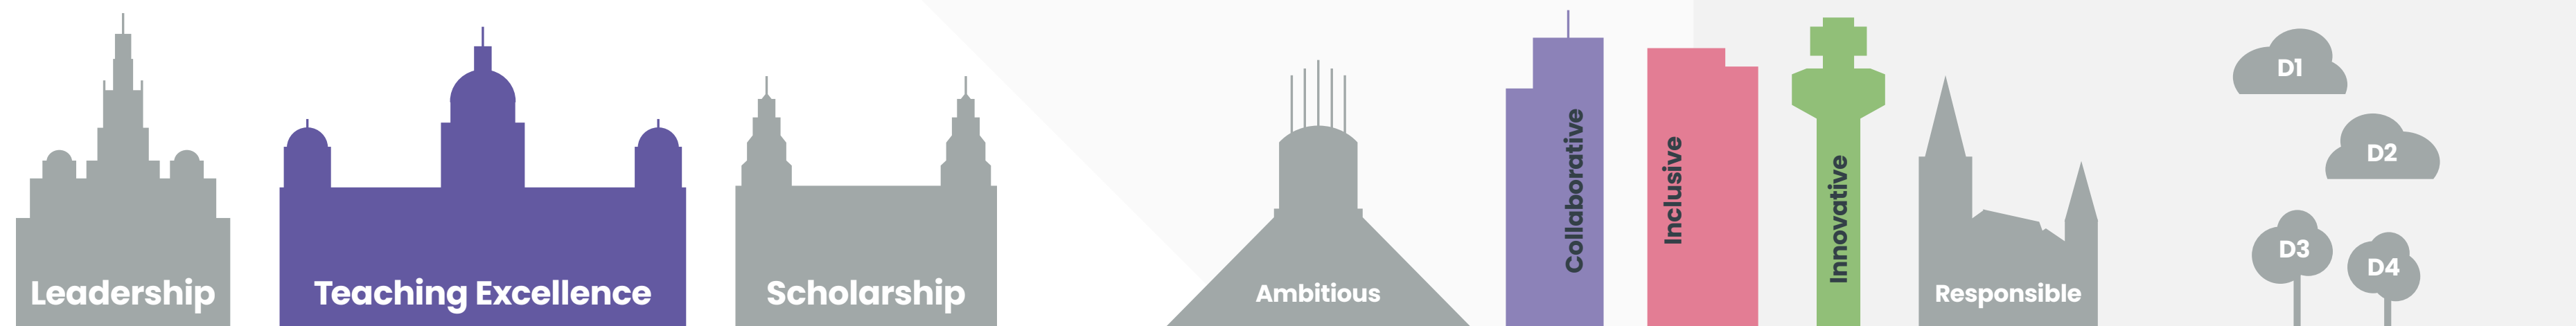 Leadership
Teaching Excellence
Scholarship
Ambitious
Collaborative
Inclusive
Innovative
Responsible
D1
D2
D3
D4